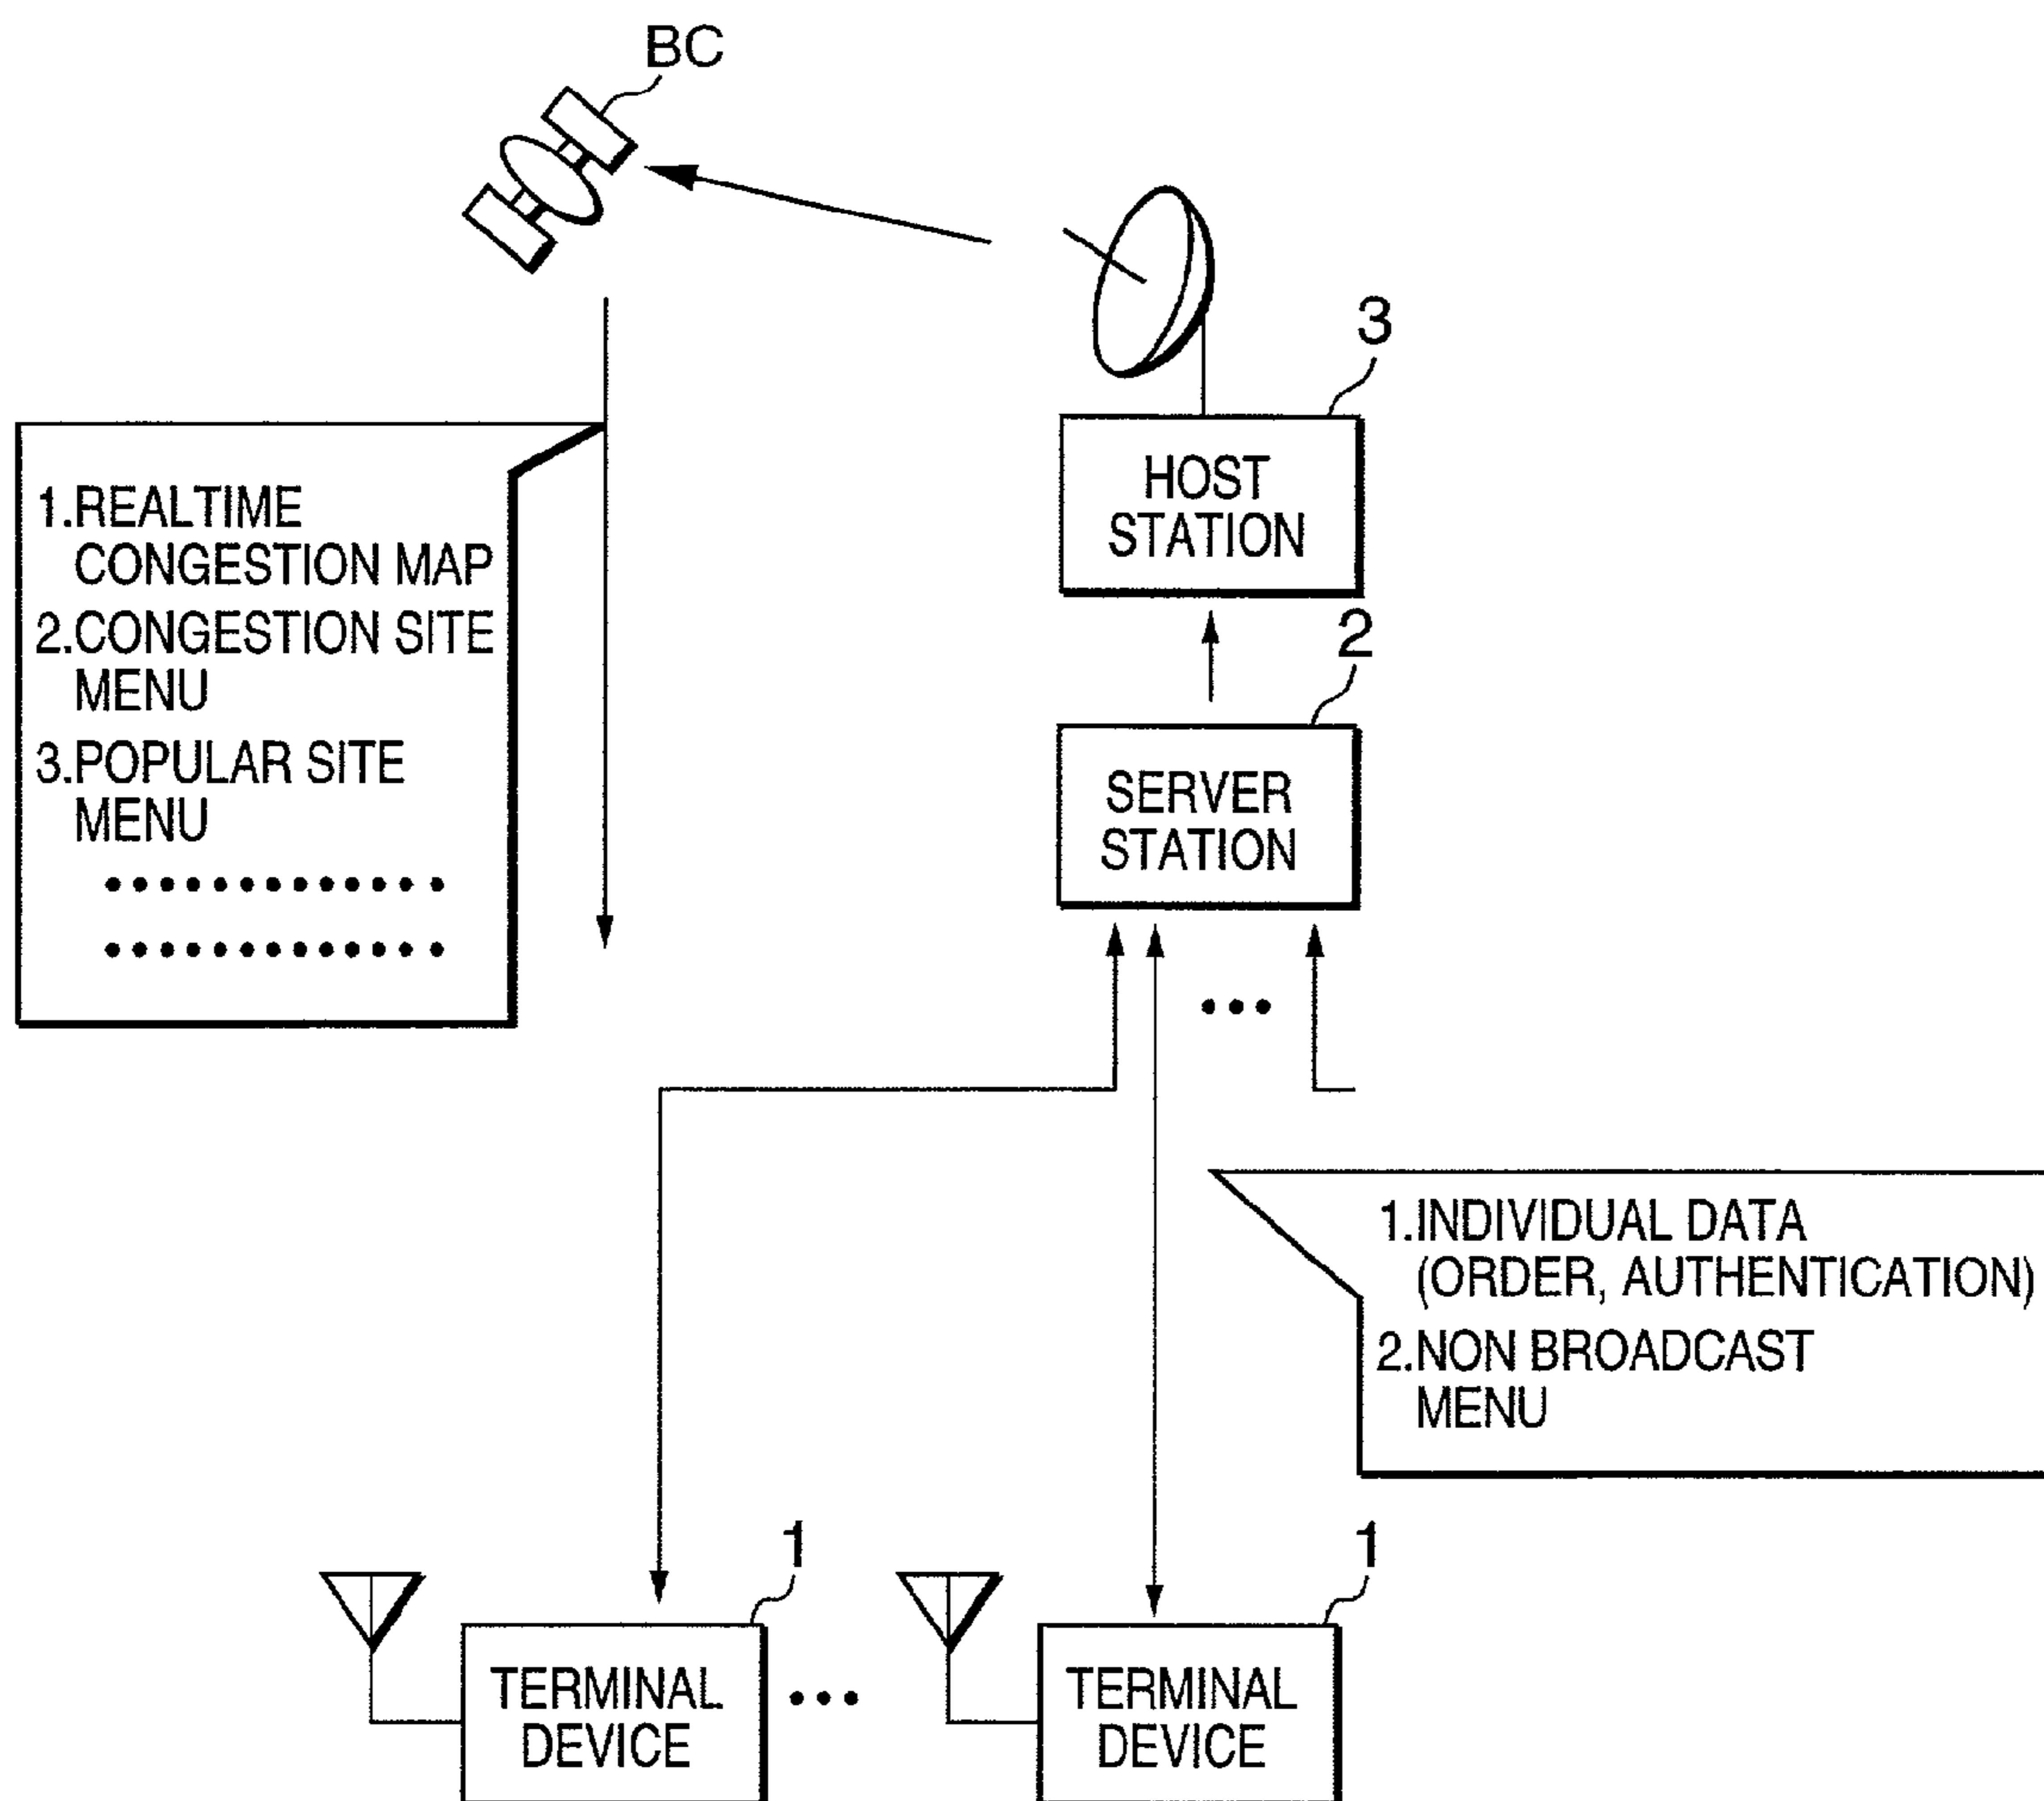 BC
3
HOST
STATION
1.REALTIME
CONGESTION MAP
2.CONGESTION SITE
MENU
3.POPULAR SITE
MENU
2
SERVER
STATION
1.INDIVIDUAL DATA
(ORDER, AUTHENTICATION)
2.NON BROADCAST
MENU
1
TERMINAL
DEVICE
1
TERMINAL
DEVICE